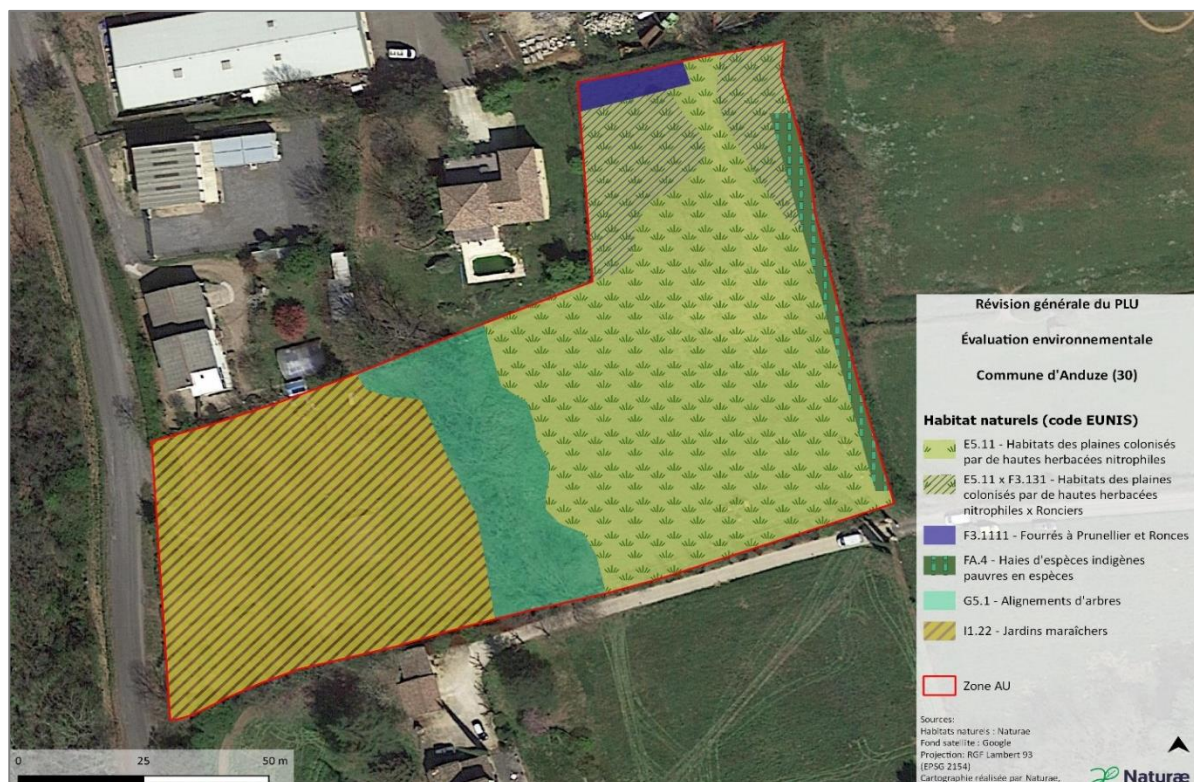 Révision générale du PLU
Évaluation environnementale
Commune d'Anduze (30)
Habitat naturels (code EUNIS)
E5.11 - Habitats des plaines colonisés
par de hautes herbacées nitrophiles
E5.11 x F3.131 - Habitats des plaines
colonisés par de hautes herbacées
nitrophiles x Ronciers
F3.1111 - Fourrés à Prunellier et Ronces
FA.4 - Haies d'espèces indigènes
pauvres en espèces
G5.1 - Alignements d'arbres
I1.22 - Jardins maraîchers
Zone AU
Sources:
Habitats naturels : Naturae
Fond satellite : Google
Projection: RGF Lambert 93
(EPSG 2154)
Cartographie réalisée par Naturae,
Naturæ
0 25 50 m